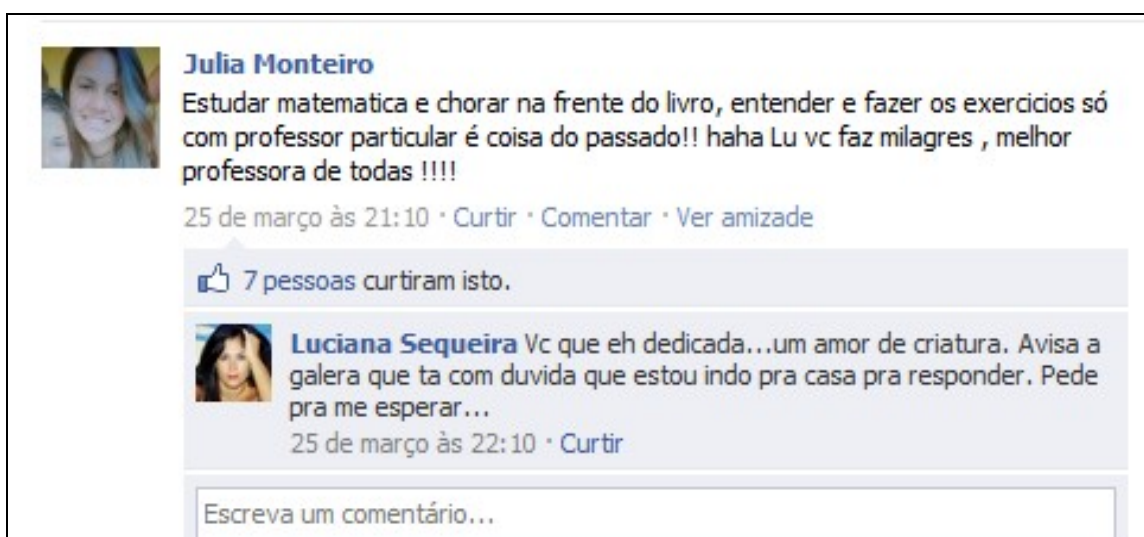 Julia Monteiro
Estudar matematica e chorar na frente do livro, entender e fazer os exercicios só
com professor particular é coisa do passado!! haha Lu vc faz milagres , melhor
professora de todas !!!!
25 de março às 21:10 · Curtir · Comentar · Ver amizade
7 pessoas curtiram isto.
Luciana Sequeira Vc que eh dedicada...um amor de criatura. Avisa a
galera que ta com duvida que estou indo pra casa pra responder. Pede
pra me esperar...
25 de março às 22:10 · Curtir
Escreva um comentário...